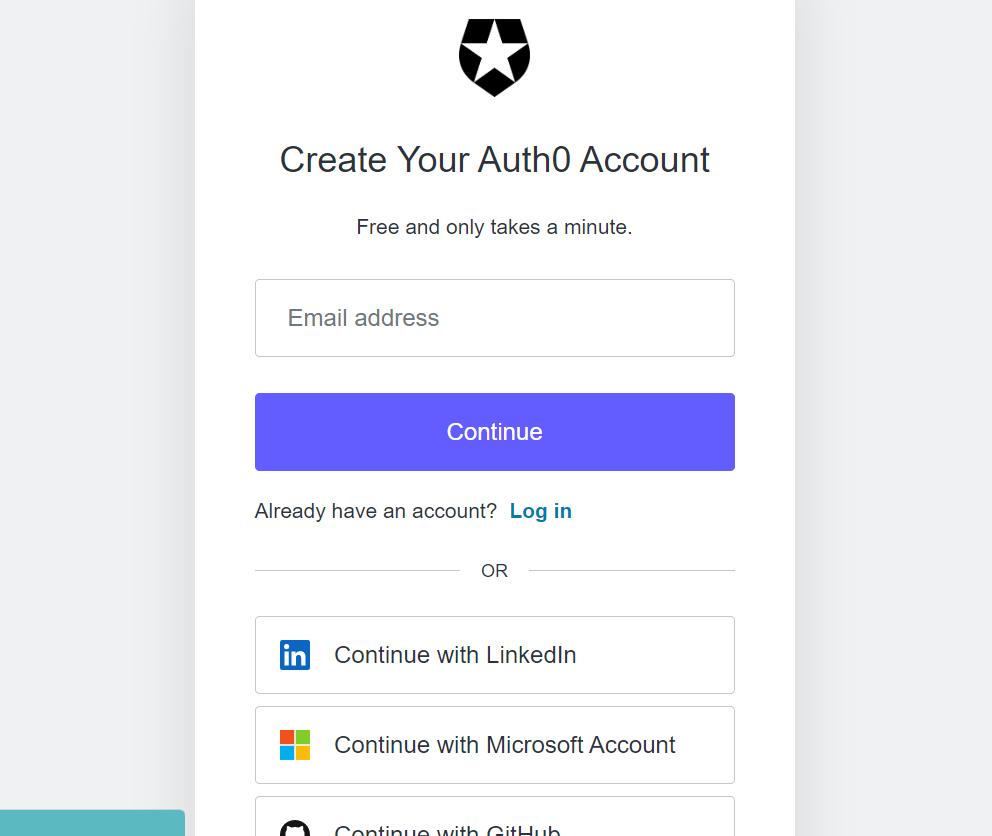 Create Your Auth0 Account
Free and only takes a minute.
Email address
Continue
Already have an account? Log in
OR
in Continue with LinkedIn
Continue with Microsoft Account
Continue with GitHub